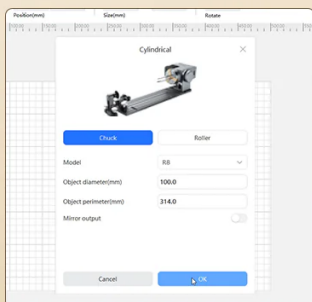 Position(mm) Size(mm) Rotate
Cylindrical
Chuck Roller
Model R8
Object diameter(mm) 100.0
Object perimeter(mm) 314.0
Mirror output
Cancel OK